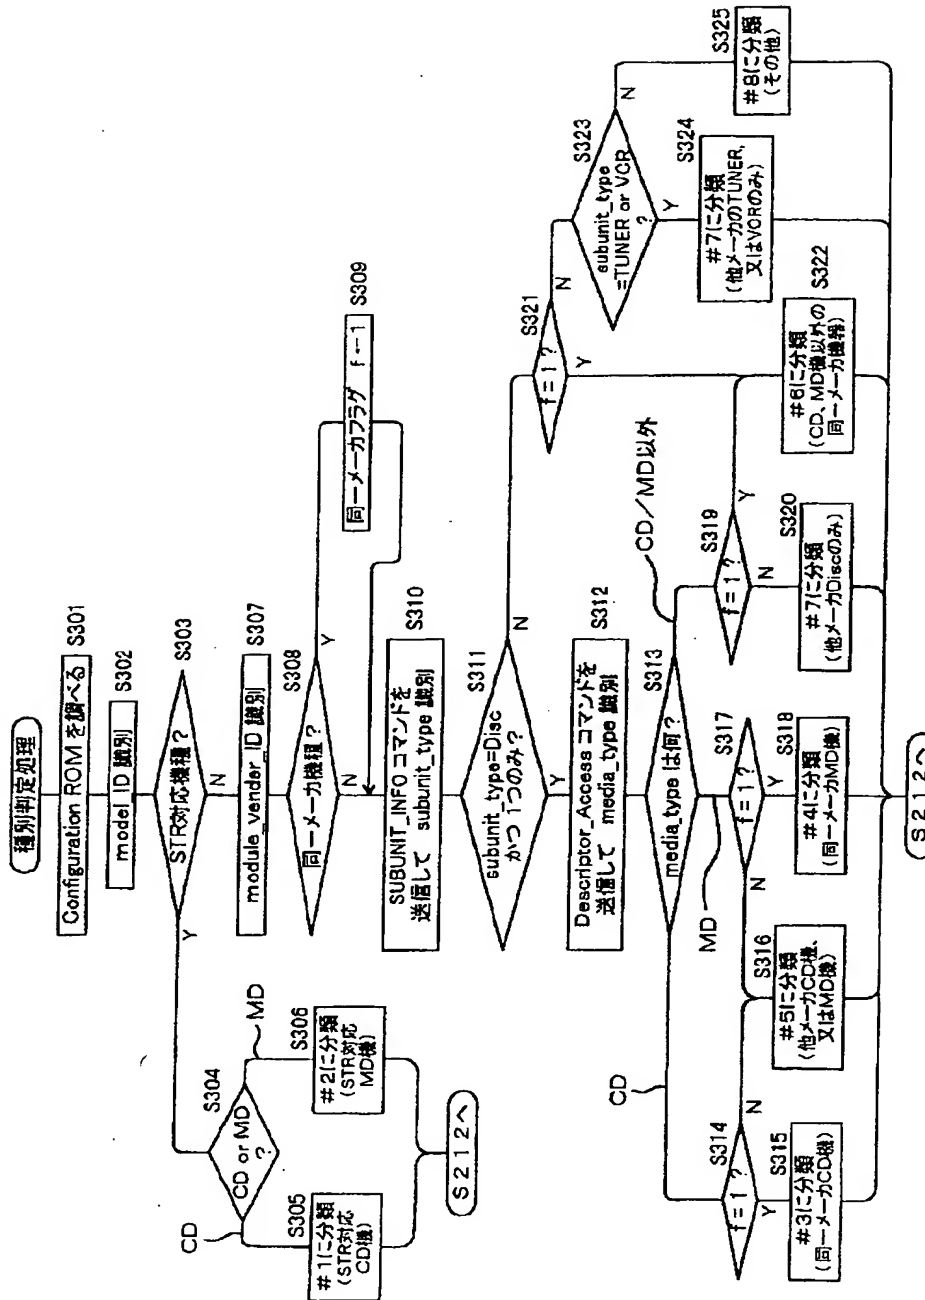 種別判定処理
Configuration ROM を調べる
S301
model_ID 識別
S302
STR対応機種？
S303
Y
N
CD or MD
？
S304
CD
MD
#1に分類
(STR対応
CD機)
S305
#2に分類
(STR対応
MD機)
S306
S212へ
module_vender_ID 識別
S307
同一メーカ機種？
S308
Y
N
同一メーカフラグ f←1
S309
SUBUNIT_INFO コマンドを
送信して subunit_type 識別
S310
subunit_type=Disc
かつ 1つのみ？
S311
N
Y
Descriptor_Access コマンドを
送信して media_type 識別
S312
media_type は何？
S313
CD
MD
CD／MD以外
f=1？
S314
Y
N
#3に分類
(同一メーカCD機)
S315
#5に分類
(他メーカCD機、
又はMD機)
S316
f=1？
S317
N
Y
#4に分類
(同一メーカMD機)
S318
f=1？
S319
Y
N
#7に分類
(他メーカDiscのみ)
S320
f=1？
S321
N
Y
#6に分類
(CD、MD機以外の
同一メーカ機器)
S322
subunit_type
=TUNER or VCR
？
S323
N
Y
#7に分類
(他メーカのTUNER、
又はVCRのみ)
S324
#8に分類
(その他)
S325
S212へ